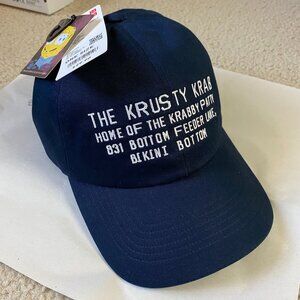 THE KRUSTY KRAB
HOME OF THE KRABBY PATTY
831 BOTTOM FEEDER LANE,
BIKINI BOTTOM